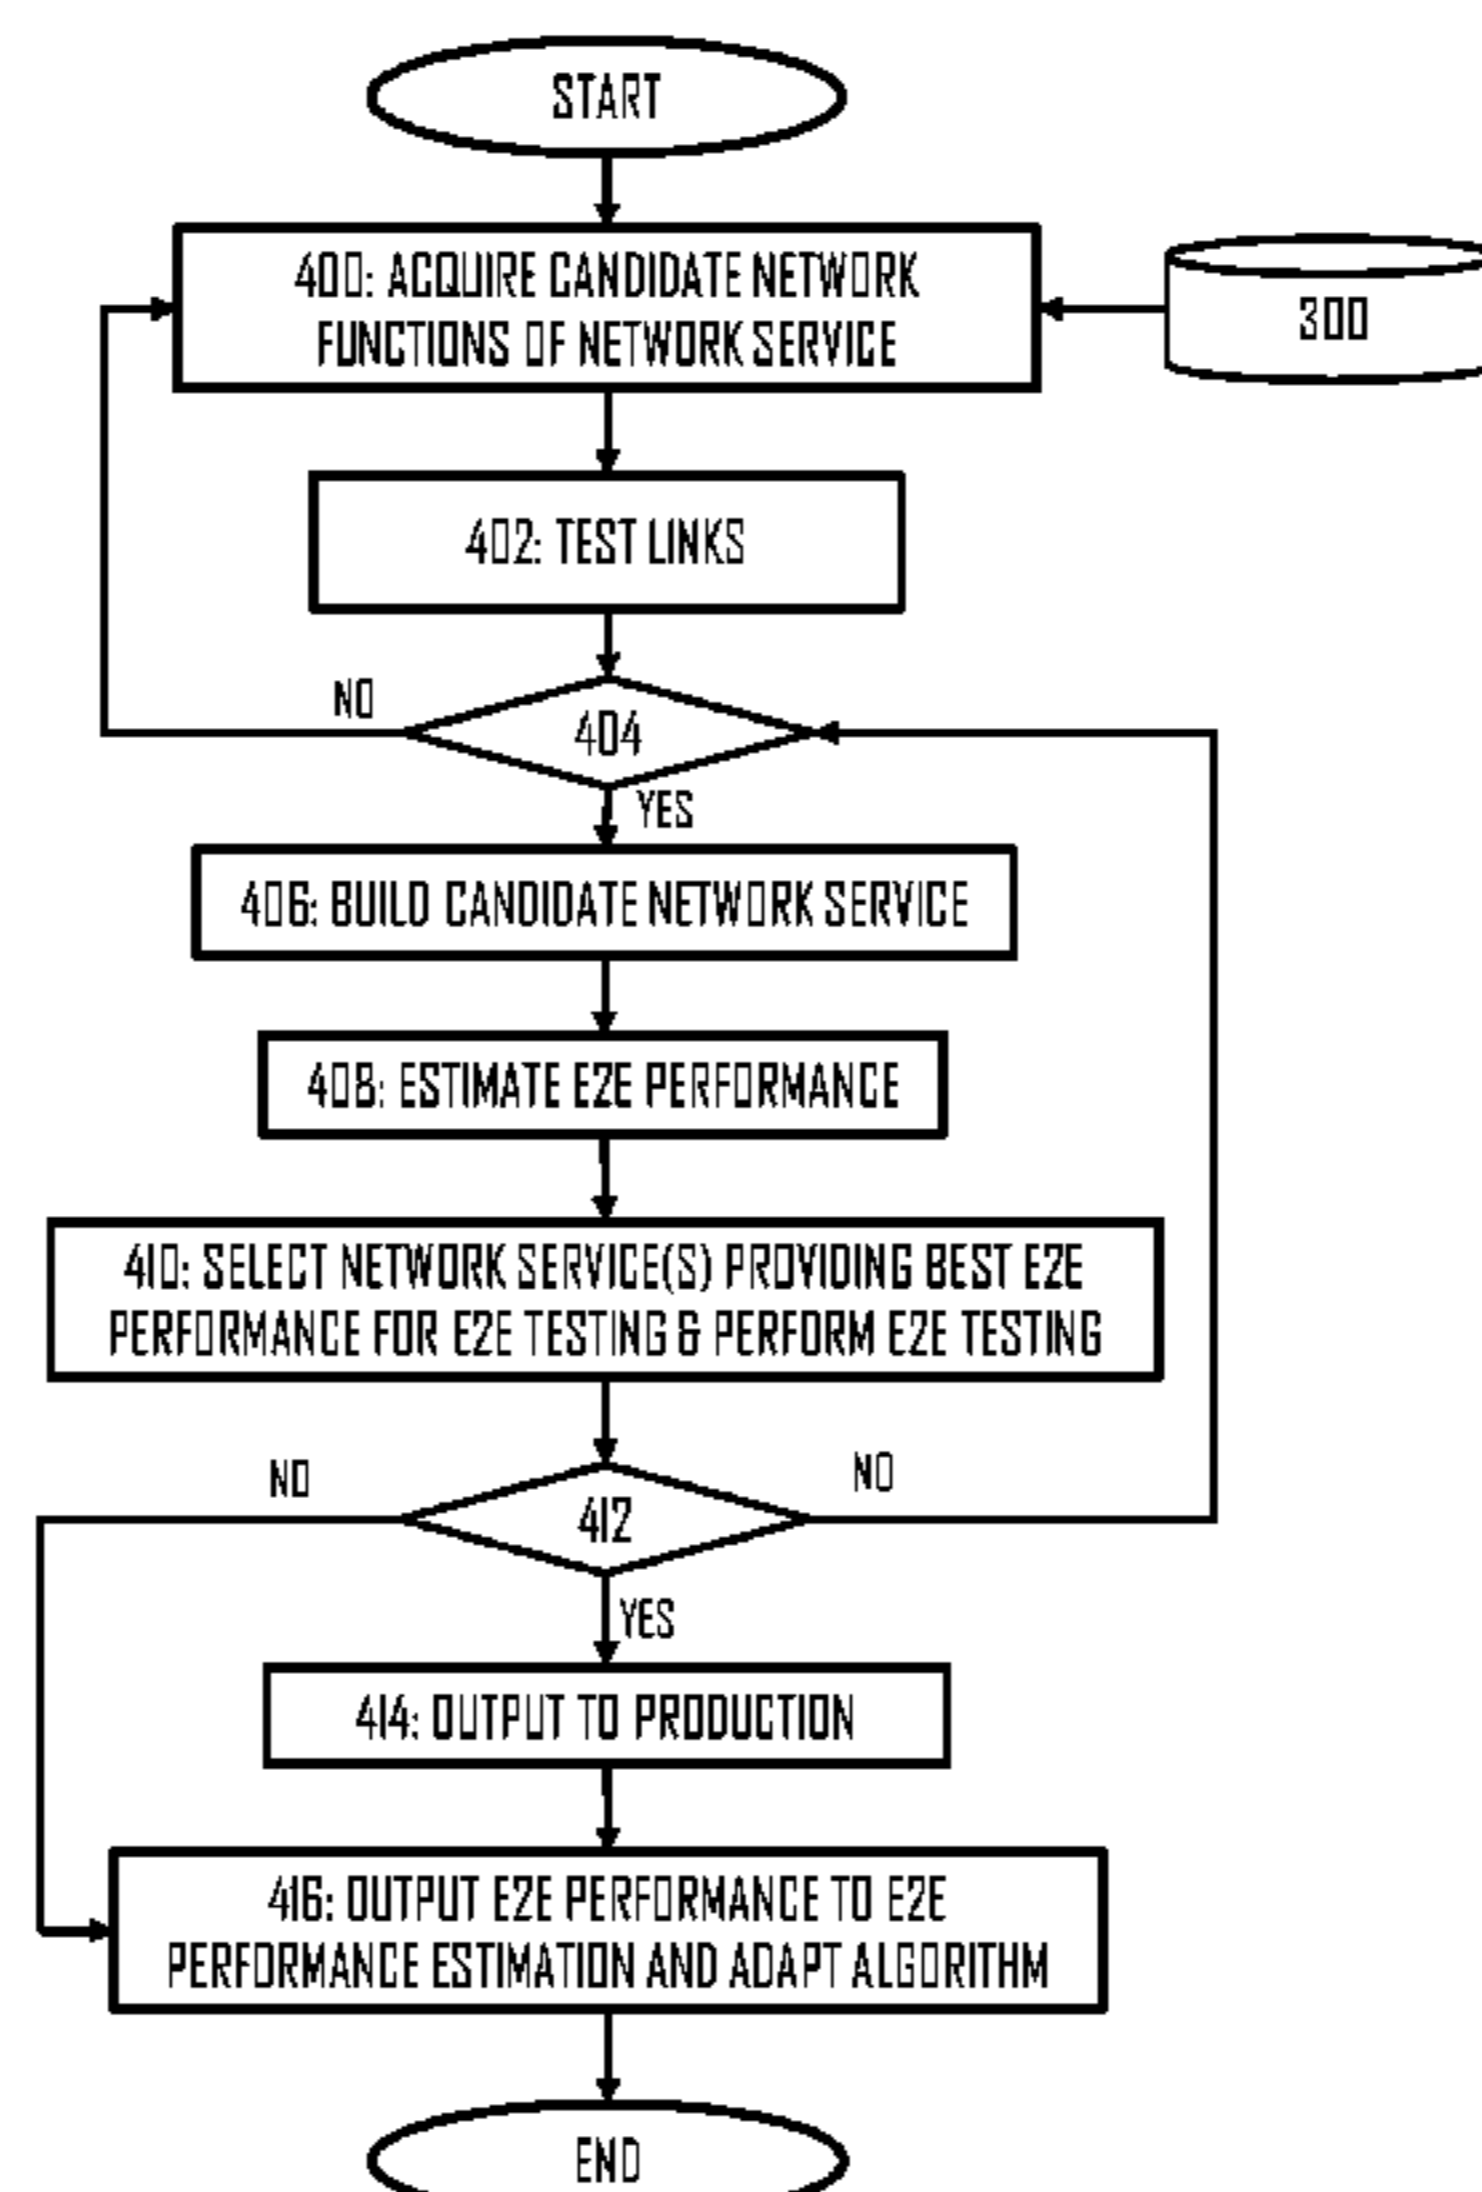 START
400: ACQUIRE CANDIDATE NETWORK
FUNCTIONS OF NETWORK SERVICE
300
402: TEST LINKS
NO
404
YES
406: BUILD CANDIDATE NETWORK SERVICE
408: ESTIMATE E2E PERFORMANCE
410: SELECT NETWORK SERVICE(S) PROVIDING BEST E2E
PERFORMANCE FOR E2E TESTING & PERFORM E2E TESTING
NO
NO
412
YES
414: OUTPUT TO PRODUCTION
416: OUTPUT E2E PERFORMANCE TO E2E
PERFORMANCE ESTIMATION AND ADAPT ALGORITHM
END